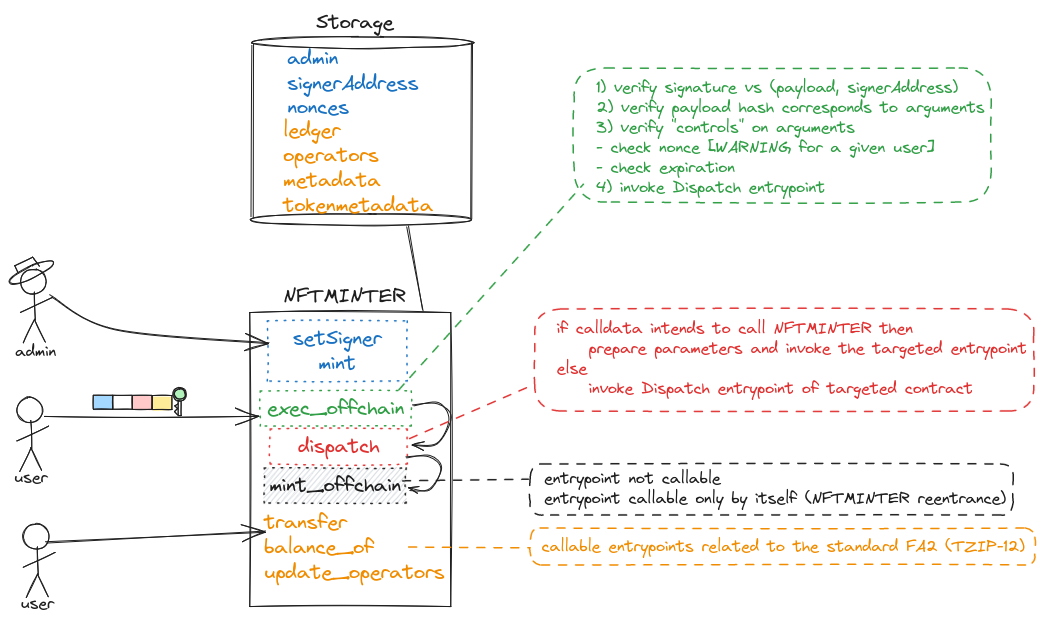 Storage
admin
signerAddress
nonces
ledger
operators
metadata
tokenmetadata
1) verify signature vs (payload, signerAddress)
2) verify payload hash corresponds to arguments
3) verify "controls" on arguments
- check nonce [WARNING, for a given user]
- check expiration
4) invoke Dispatch entrypoint
admin
NFTMINTER
setSigner
mint
if calldata intends to call NFTMINTER then
prepare parameters and invoke the targeted entrypoint
else
invoke Dispatch entrypoint of targeted contract
user
exec_offchain
dispatch
mint_offchain
entrypoint not callable
entrypoint callable only by itself (NFTMINTER reentrance)
user
transfer
balance_of
update_operators
callable entrypoints related to the standard FA2 (TZIP-12)